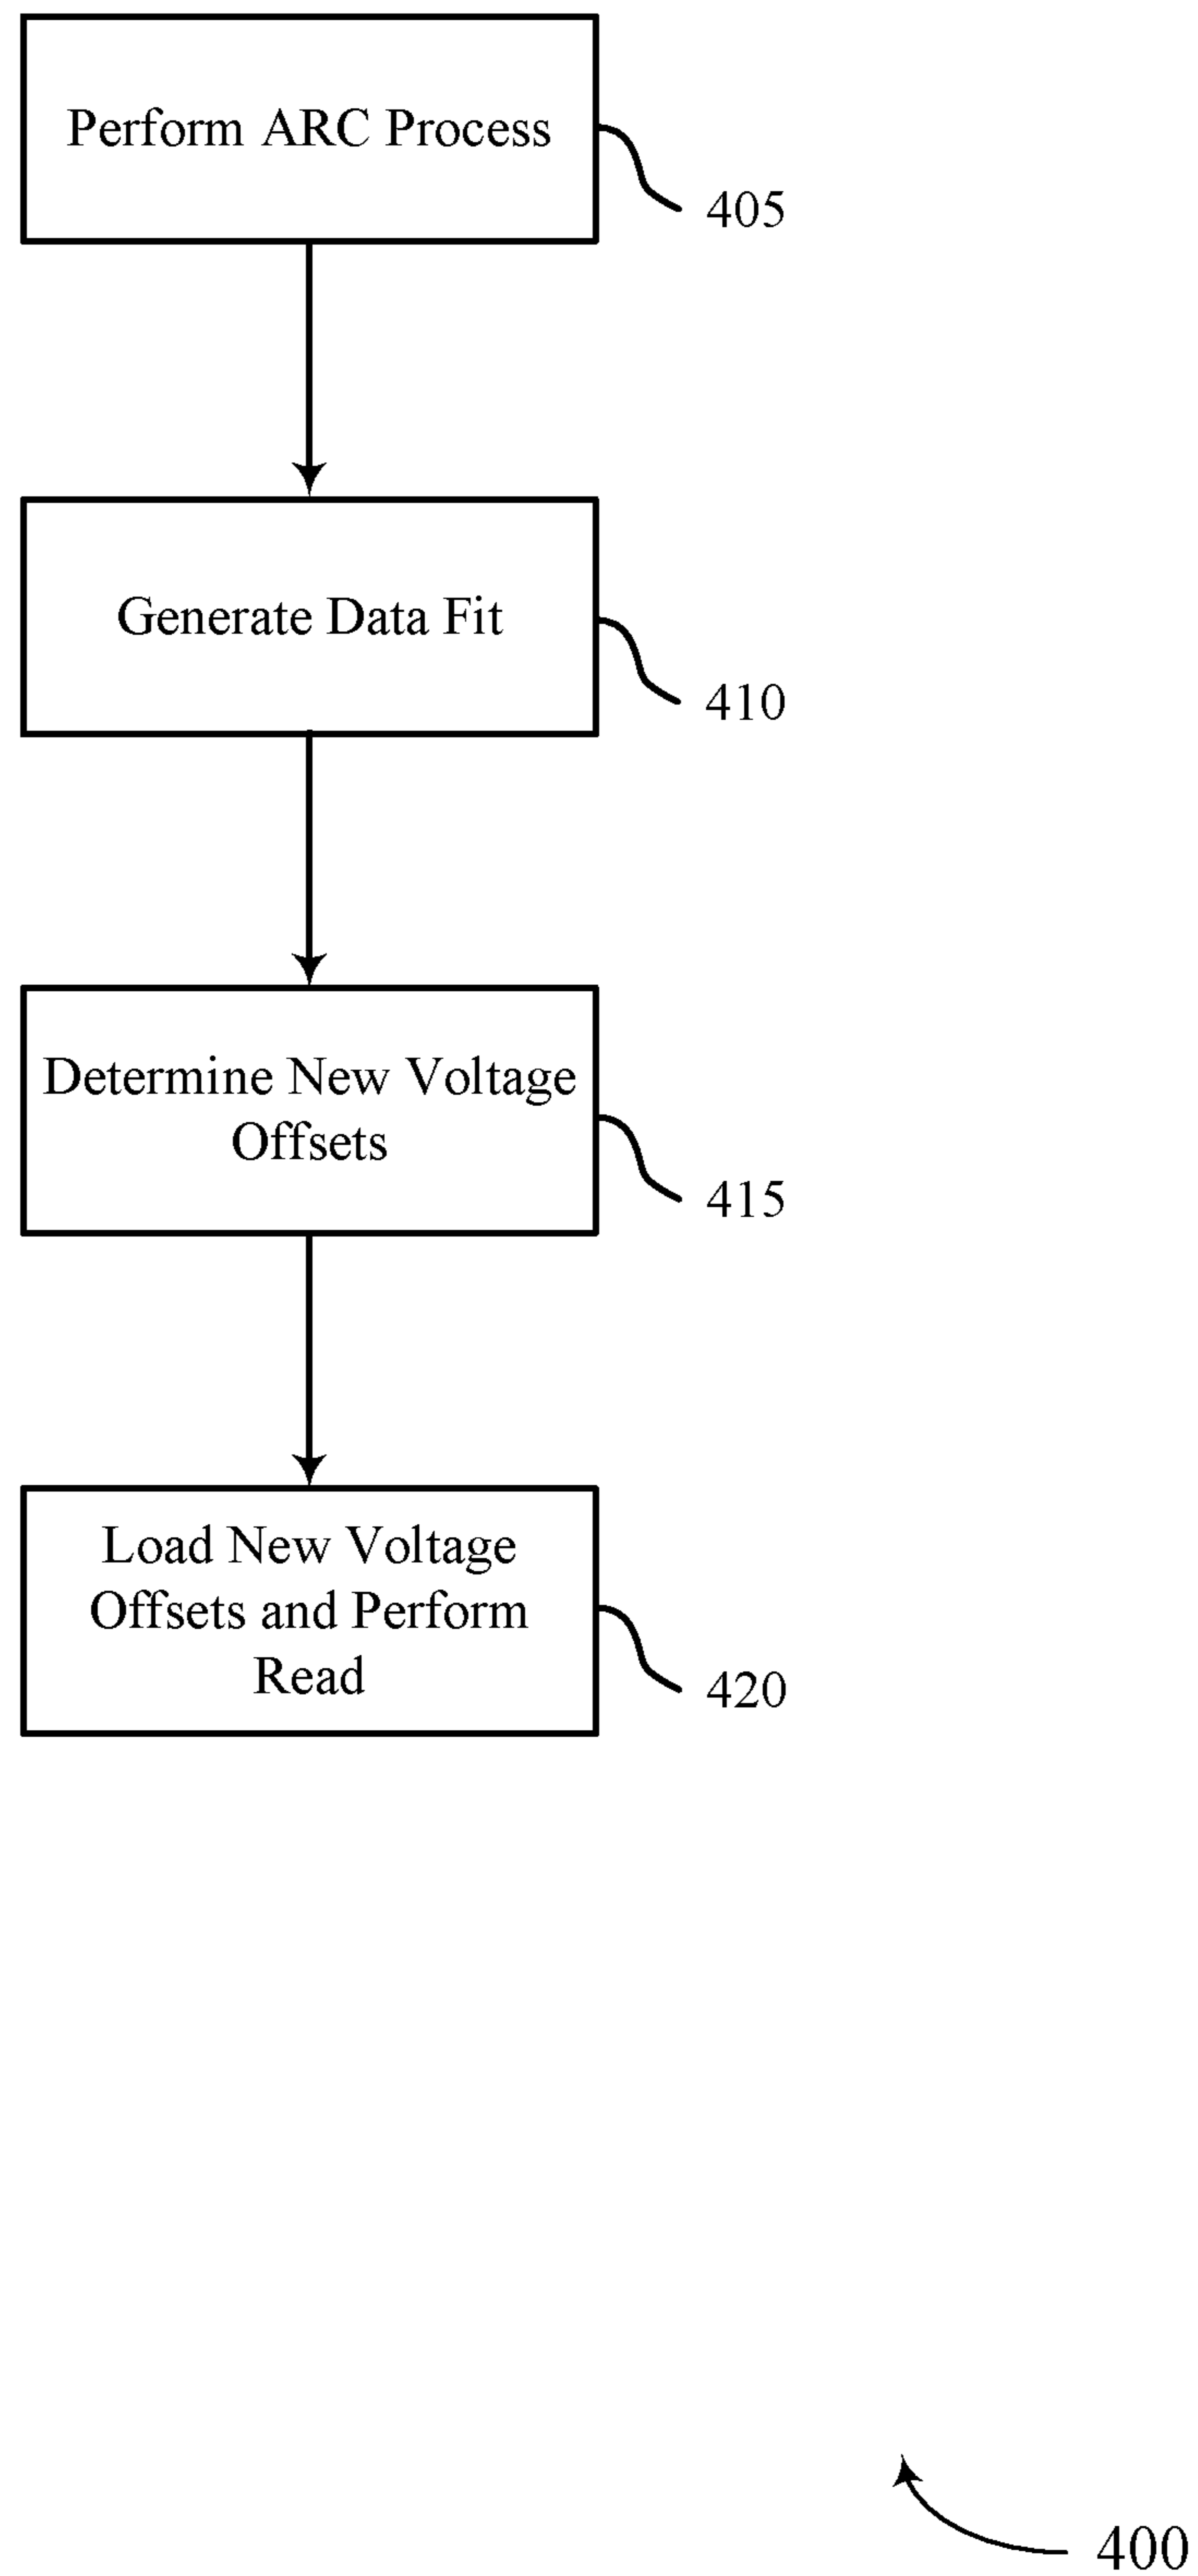 Perform ARC Process
405
Generate Data Fit
410
Determine New Voltage
Offsets
415
Load New Voltage
Offsets and Perform
Read
420
400